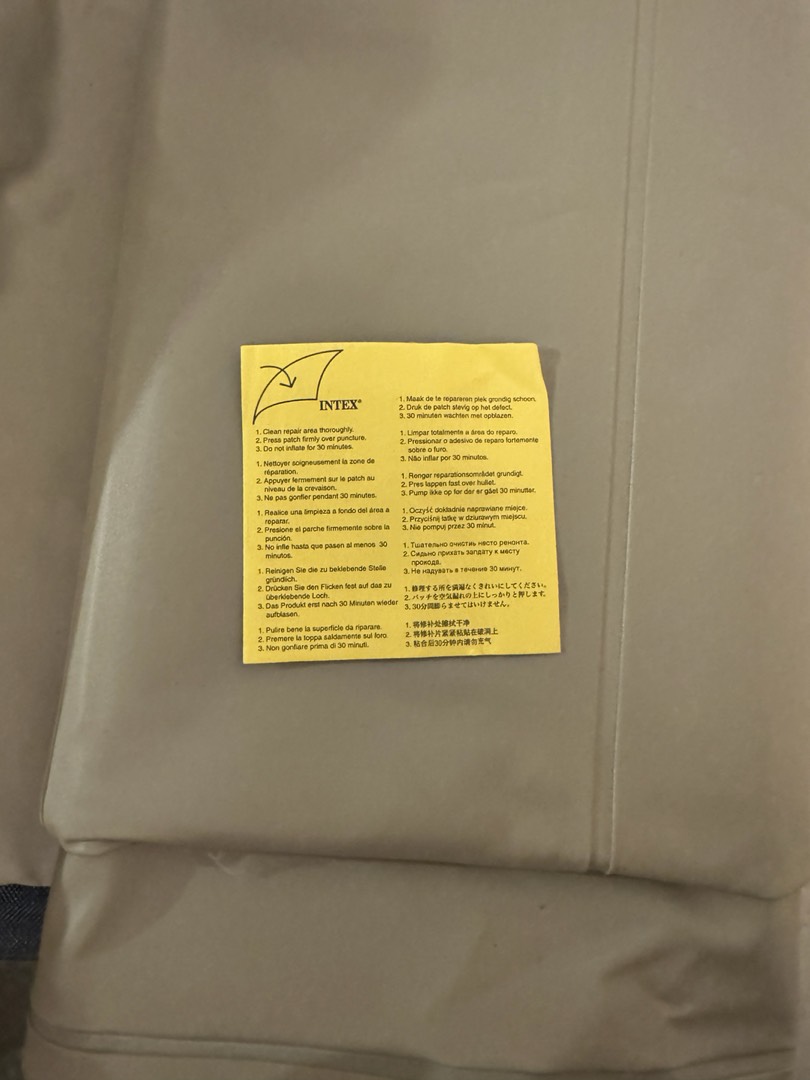 INTEX®
1. Clean repair area thoroughly.
2. Press patch firmly over puncture.
3. Do not inflate for 30 minutes.
1. Nettoyer soigneusement la zone de
réparation.
2. Appuyer fermement sur le patch au
niveau de la crevaison.
3. Ne pas gonfler pendant 30 minutes.
1. Realice una limpieza a fondo del área a
reparar.
2. Presione el parche firmemente sobre la
punción.
3. No infle hasta que pasen al menos 30
minutos.
1. Reinigen Sie die zu beklebende Stelle
gründlich.
2. Drücken Sie den Flicken fest auf das zu
überklebende Loch.
3. Das Produkt erst nach 30 Minuten wieder
aufblasen.
1. Pulire bene la superficie da riparare.
2. Premere la toppa saldamente sul foro.
3. Non gonfiare prima di 30 minuti.
1. Maak de te repareren plek grondig schoon.
2. Druk de patch stevig op het defect.
3. 30 minuten wachten met opblazen.
1. Limpar totalmente a área do reparo.
2. Pressionar o adesivo de reparo fortemente
sobre o furo.
3. Não inflar por 30 minutos.
1. Rengør reparationsområdet grundigt.
2. Pres lappen fast over hullet.
3. Pump ikke op før der er gået 30 minutter.
1. Oczyść dokładnie naprawiane miejce.
2. Przyciśnij łatkę w dziurawym miejscu.
3. Nie pompuj przez 30 minut.
1. Тщательно очистиь несто ремонта.
2. Сильно прижать заплату к месту
прокода.
3. Не надувать в течение 30 минут.
1. 修理する所を満遍なくきれいにしてください。
2. パッチを空気漏れの上にしっかりと押します。
3. 30分間膨らませてはいけません。
1. 将修补处擦拭干净
2. 将修补片紧紧粘贴在破洞上
3. 粘合后30分钟内请勿充气